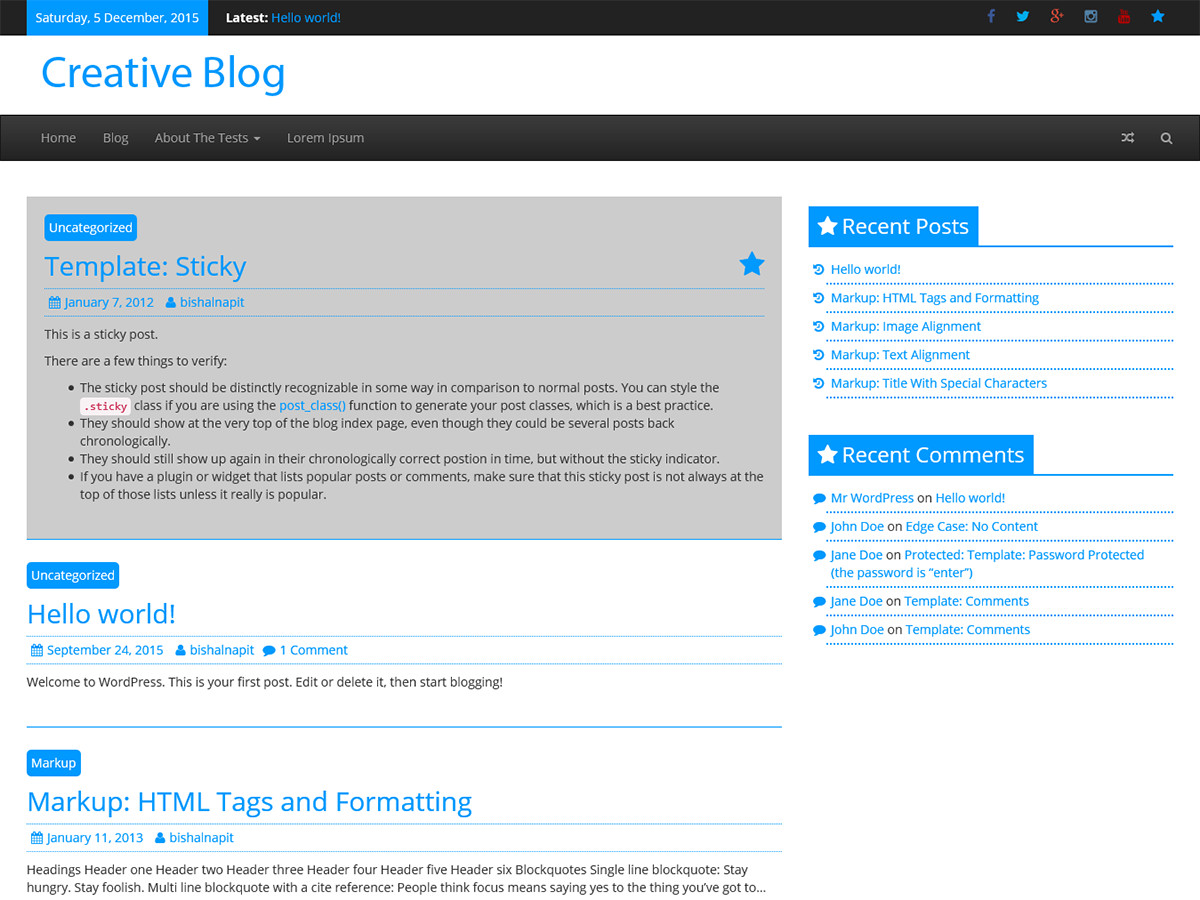 Saturday, 5 December, 2015
Latest: Hello world!
Creative Blog
Home
Blog
About The Tests
Lorem Ipsum
Uncategorized
Template: Sticky
January 7, 2012 bishalnapit
This is a sticky post.
There are a few things to verify:
The sticky post should be distinctly recognizable in some way in comparison to normal posts. You can style the
.sticky class if you are using the post_class() function to generate your post classes, which is a best practice.
They should show at the very top of the blog index page, even though they could be several posts back
chronologically.
They should still show up again in their chronologically correct postion in time, but without the sticky indicator.
If you have a plugin or widget that lists popular posts or comments, make sure that this sticky post is not always at the
top of those lists unless it really is popular.
Uncategorized
Hello world!
September 24, 2015 bishalnapit 1 Comment
Welcome to WordPress. This is your first post. Edit or delete it, then start blogging!
Markup
Markup: HTML Tags and Formatting
January 11, 2013 bishalnapit
Headings Header one Header two Header three Header four Header five Header six Blockquotes Single line blockquote: Stay
hungry. Stay foolish. Multi line blockquote with a cite reference: People think focus means saying yes to the thing you’ve got to...
Recent Posts
Hello world!
Markup: HTML Tags and Formatting
Markup: Image Alignment
Markup: Text Alignment
Markup: Title With Special Characters
Recent Comments
Mr WordPress on Hello world!
John Doe on Edge Case: No Content
Jane Doe on Protected: Template: Password Protected
(the password is “enter”)
Jane Doe on Template: Comments
John Doe on Template: Comments